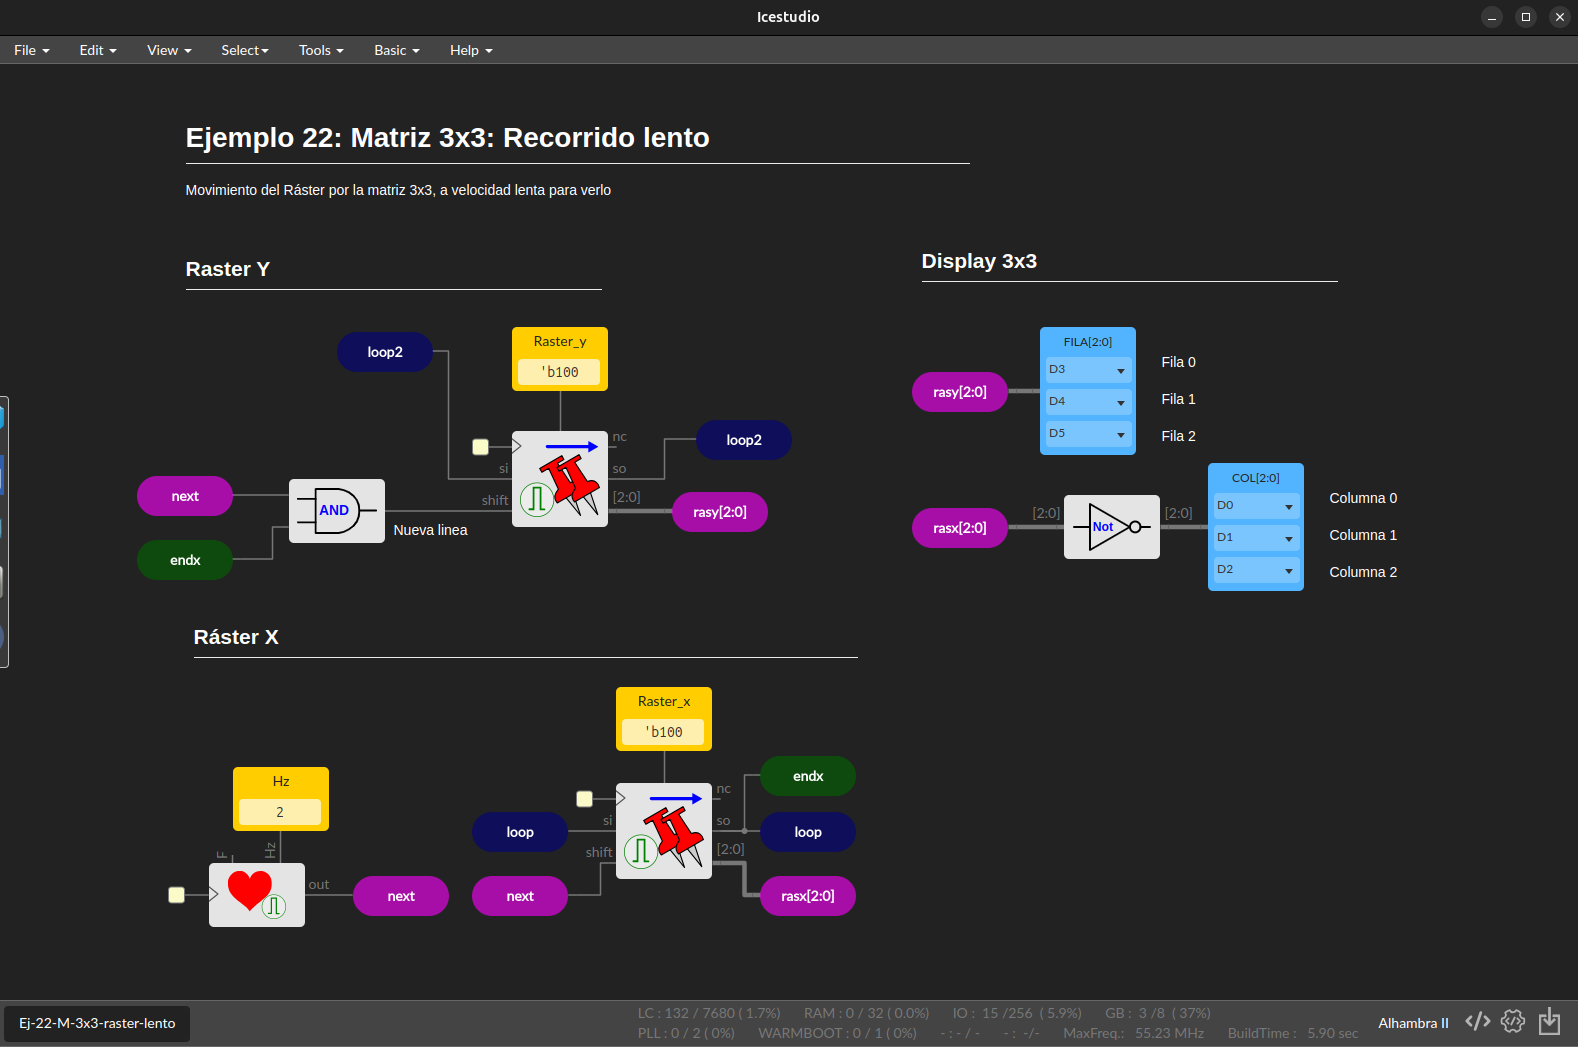 Icestudio
File Edit View Select Tools Basic Help
Ejemplo 22: Matriz 3x3: Recorrido lento
Movimiento del Ráster por la matriz 3x3, a velocidad lenta para verlo
Raster Y
loop2
Raster_y
'b100
nc
si
so
loop2
shift
[2:0]
rasy[2:0]
next
AND
Nueva linea
endx
Display 3x3
FILA[2:0]
rasy[2:0]
D3
D4
D5
Fila 0
Fila 1
Fila 2
COL[2:0]
rasx[2:0]
[2:0]
Not
[2:0]
D0
D1
D2
Columna 0
Columna 1
Columna 2
Ráster X
Raster_x
'b100
Hz
2
F
Hz
out
next
loop
next
si
shift
nc
so
[2:0]
endx
loop
rasx[2:0]
Ej-22-M-3x3-raster-lento
LC : 132 / 7680 ( 1.7%) RAM : 0 / 32 ( 0.0%) IO : 15 /256 ( 5.9%) GB : 3 /8 ( 37%)
PLL : 0 / 2 ( 0%) WARMBOOT : 0 / 1 ( 0%) - : - / - - : -/- MaxFreq.: 55.23 MHz BuildTime : 5.90 sec
Alhambra II